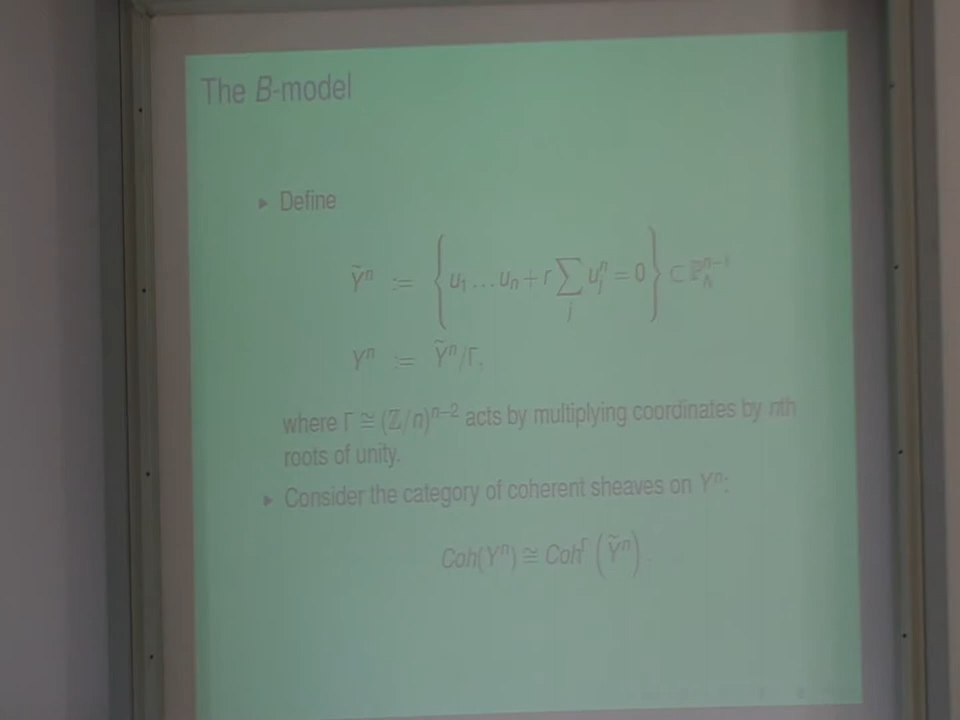 The B-model
▸ Define
Ỹⁿ := { u₁ … uₙ + r ∑ⱼ uⱼⁿ = 0 } ⊂ ℙ_Λⁿ⁻¹
Yⁿ := Ỹⁿ/Γ,
where Γ ≅ (ℤ/n)ⁿ⁻² acts by multiplying coordinates by nth
roots of unity.
▸ Consider the category of coherent sheaves on Yⁿ:
Coh(Yⁿ) ≅ Coh^Γ (Ỹⁿ).